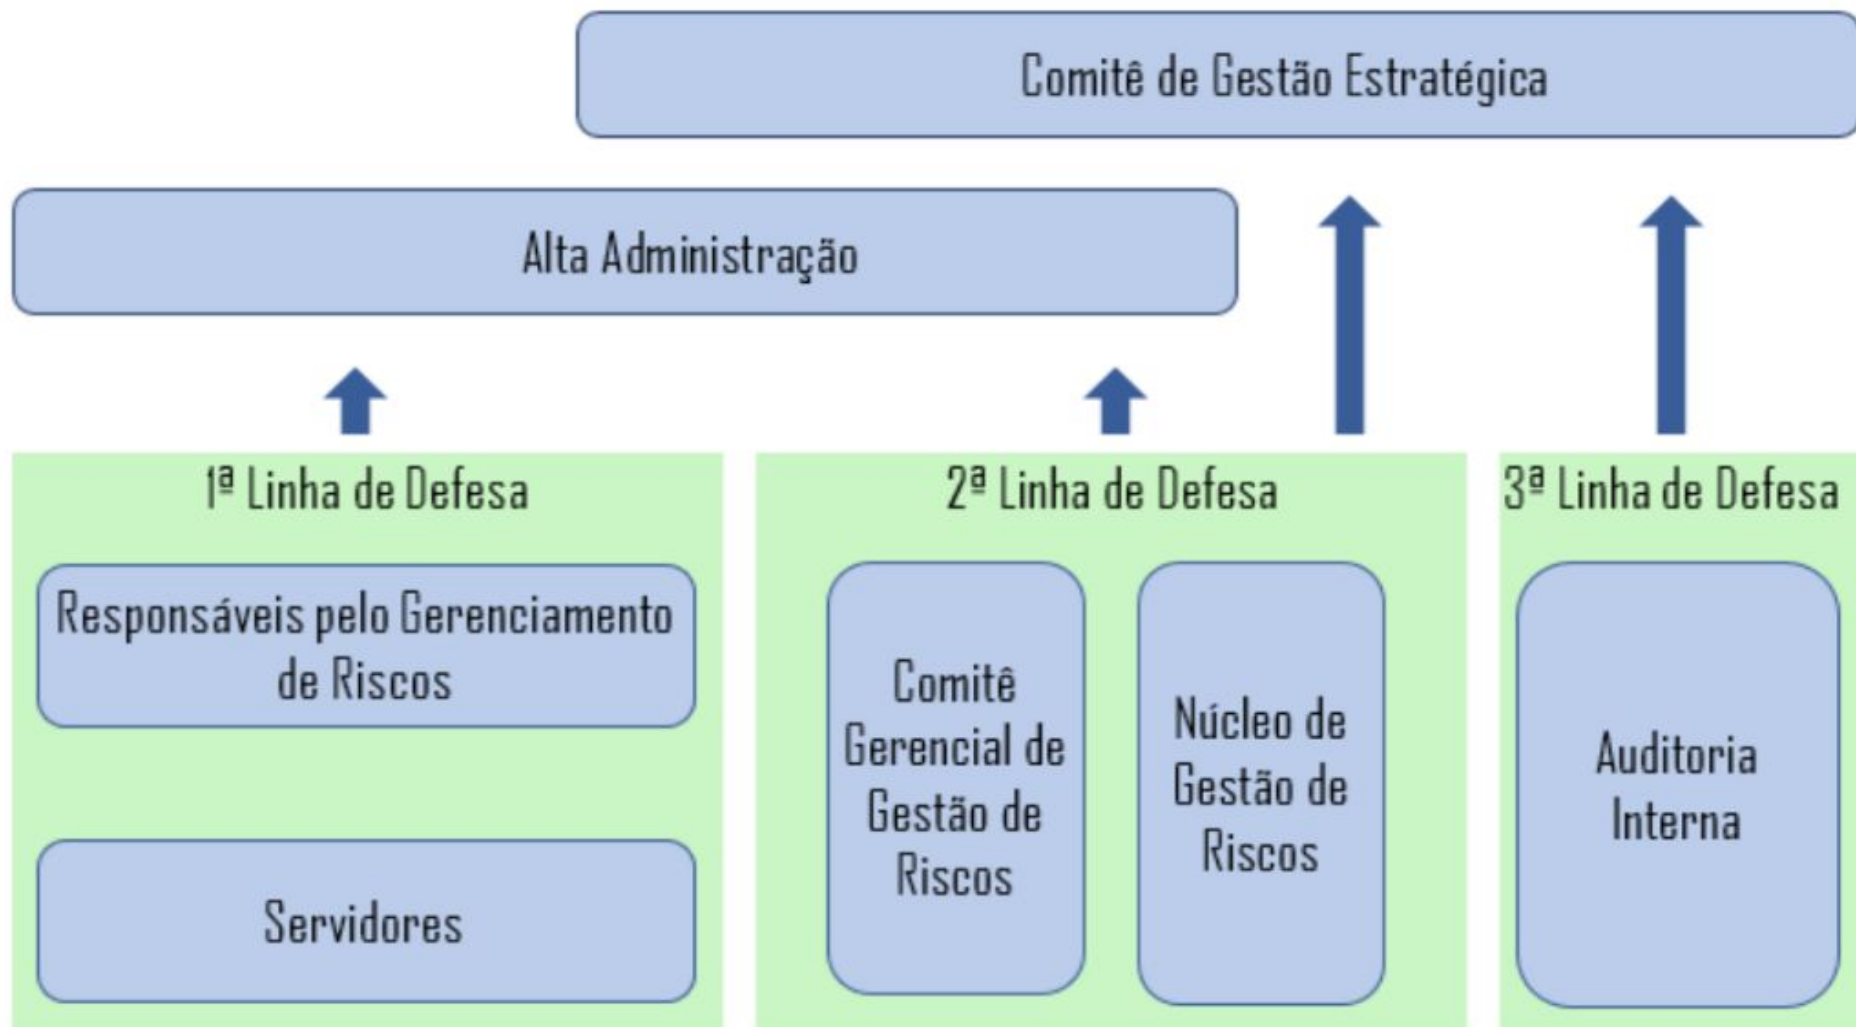 Comitê de Gestão Estratégica
Alta Administração
1ª Linha de Defesa
Responsáveis pelo Gerenciamento
de Riscos
Servidores
2ª Linha de Defesa
Comitê
Gerencial de
Gestão de
Riscos
Núcleo de
Gestão de
Riscos
3ª Linha de Defesa
Auditoria
Interna